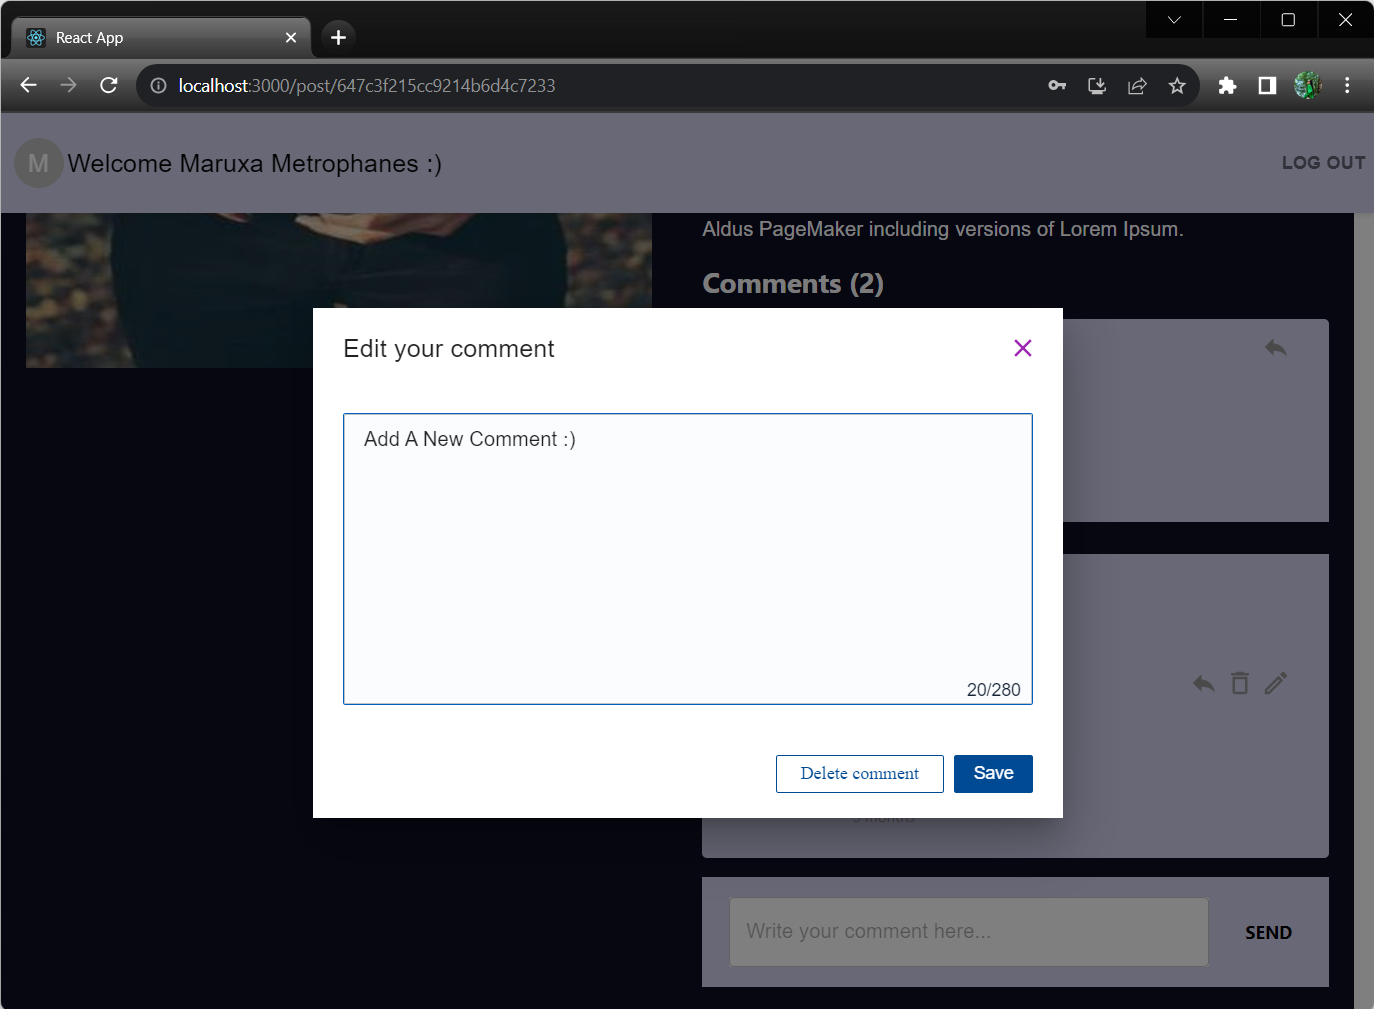 React App
localhost:3000/post/647c3f215cc9214b6d4c7233
M Welcome Maruxa Metrophanes :)
LOG OUT
Aldus PageMaker including versions of Lorem Ipsum.
Comments (2)
Edit your comment
Add A New Comment :)
20/280
Delete comment
Save
months
Write your comment here...
SEND